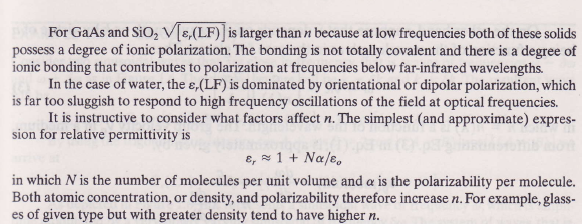 For GaAs and SiO₂ √[εᵣ(LF)] is larger than n because at low frequencies both of these solids
possess a degree of ionic polarization. The bonding is not totally covalent and there is a degree of
ionic bonding that contributes to polarization at frequencies below far-infrared wavelengths.
In the case of water, the εᵣ(LF) is dominated by orientational or dipolar polarization, which
is far too sluggish to respond to high frequency oscillations of the field at optical frequencies.
It is instructive to consider what factors affect n. The simplest (and approximate) expres-
sion for relative permittivity is
εᵣ ≈ 1 + Nα/εₒ
in which N is the number of molecules per unit volume and α is the polarizability per molecule.
Both atomic concentration, or density, and polarizability therefore increase n. For example, glass-
es of given type but with greater density tend to have higher n.